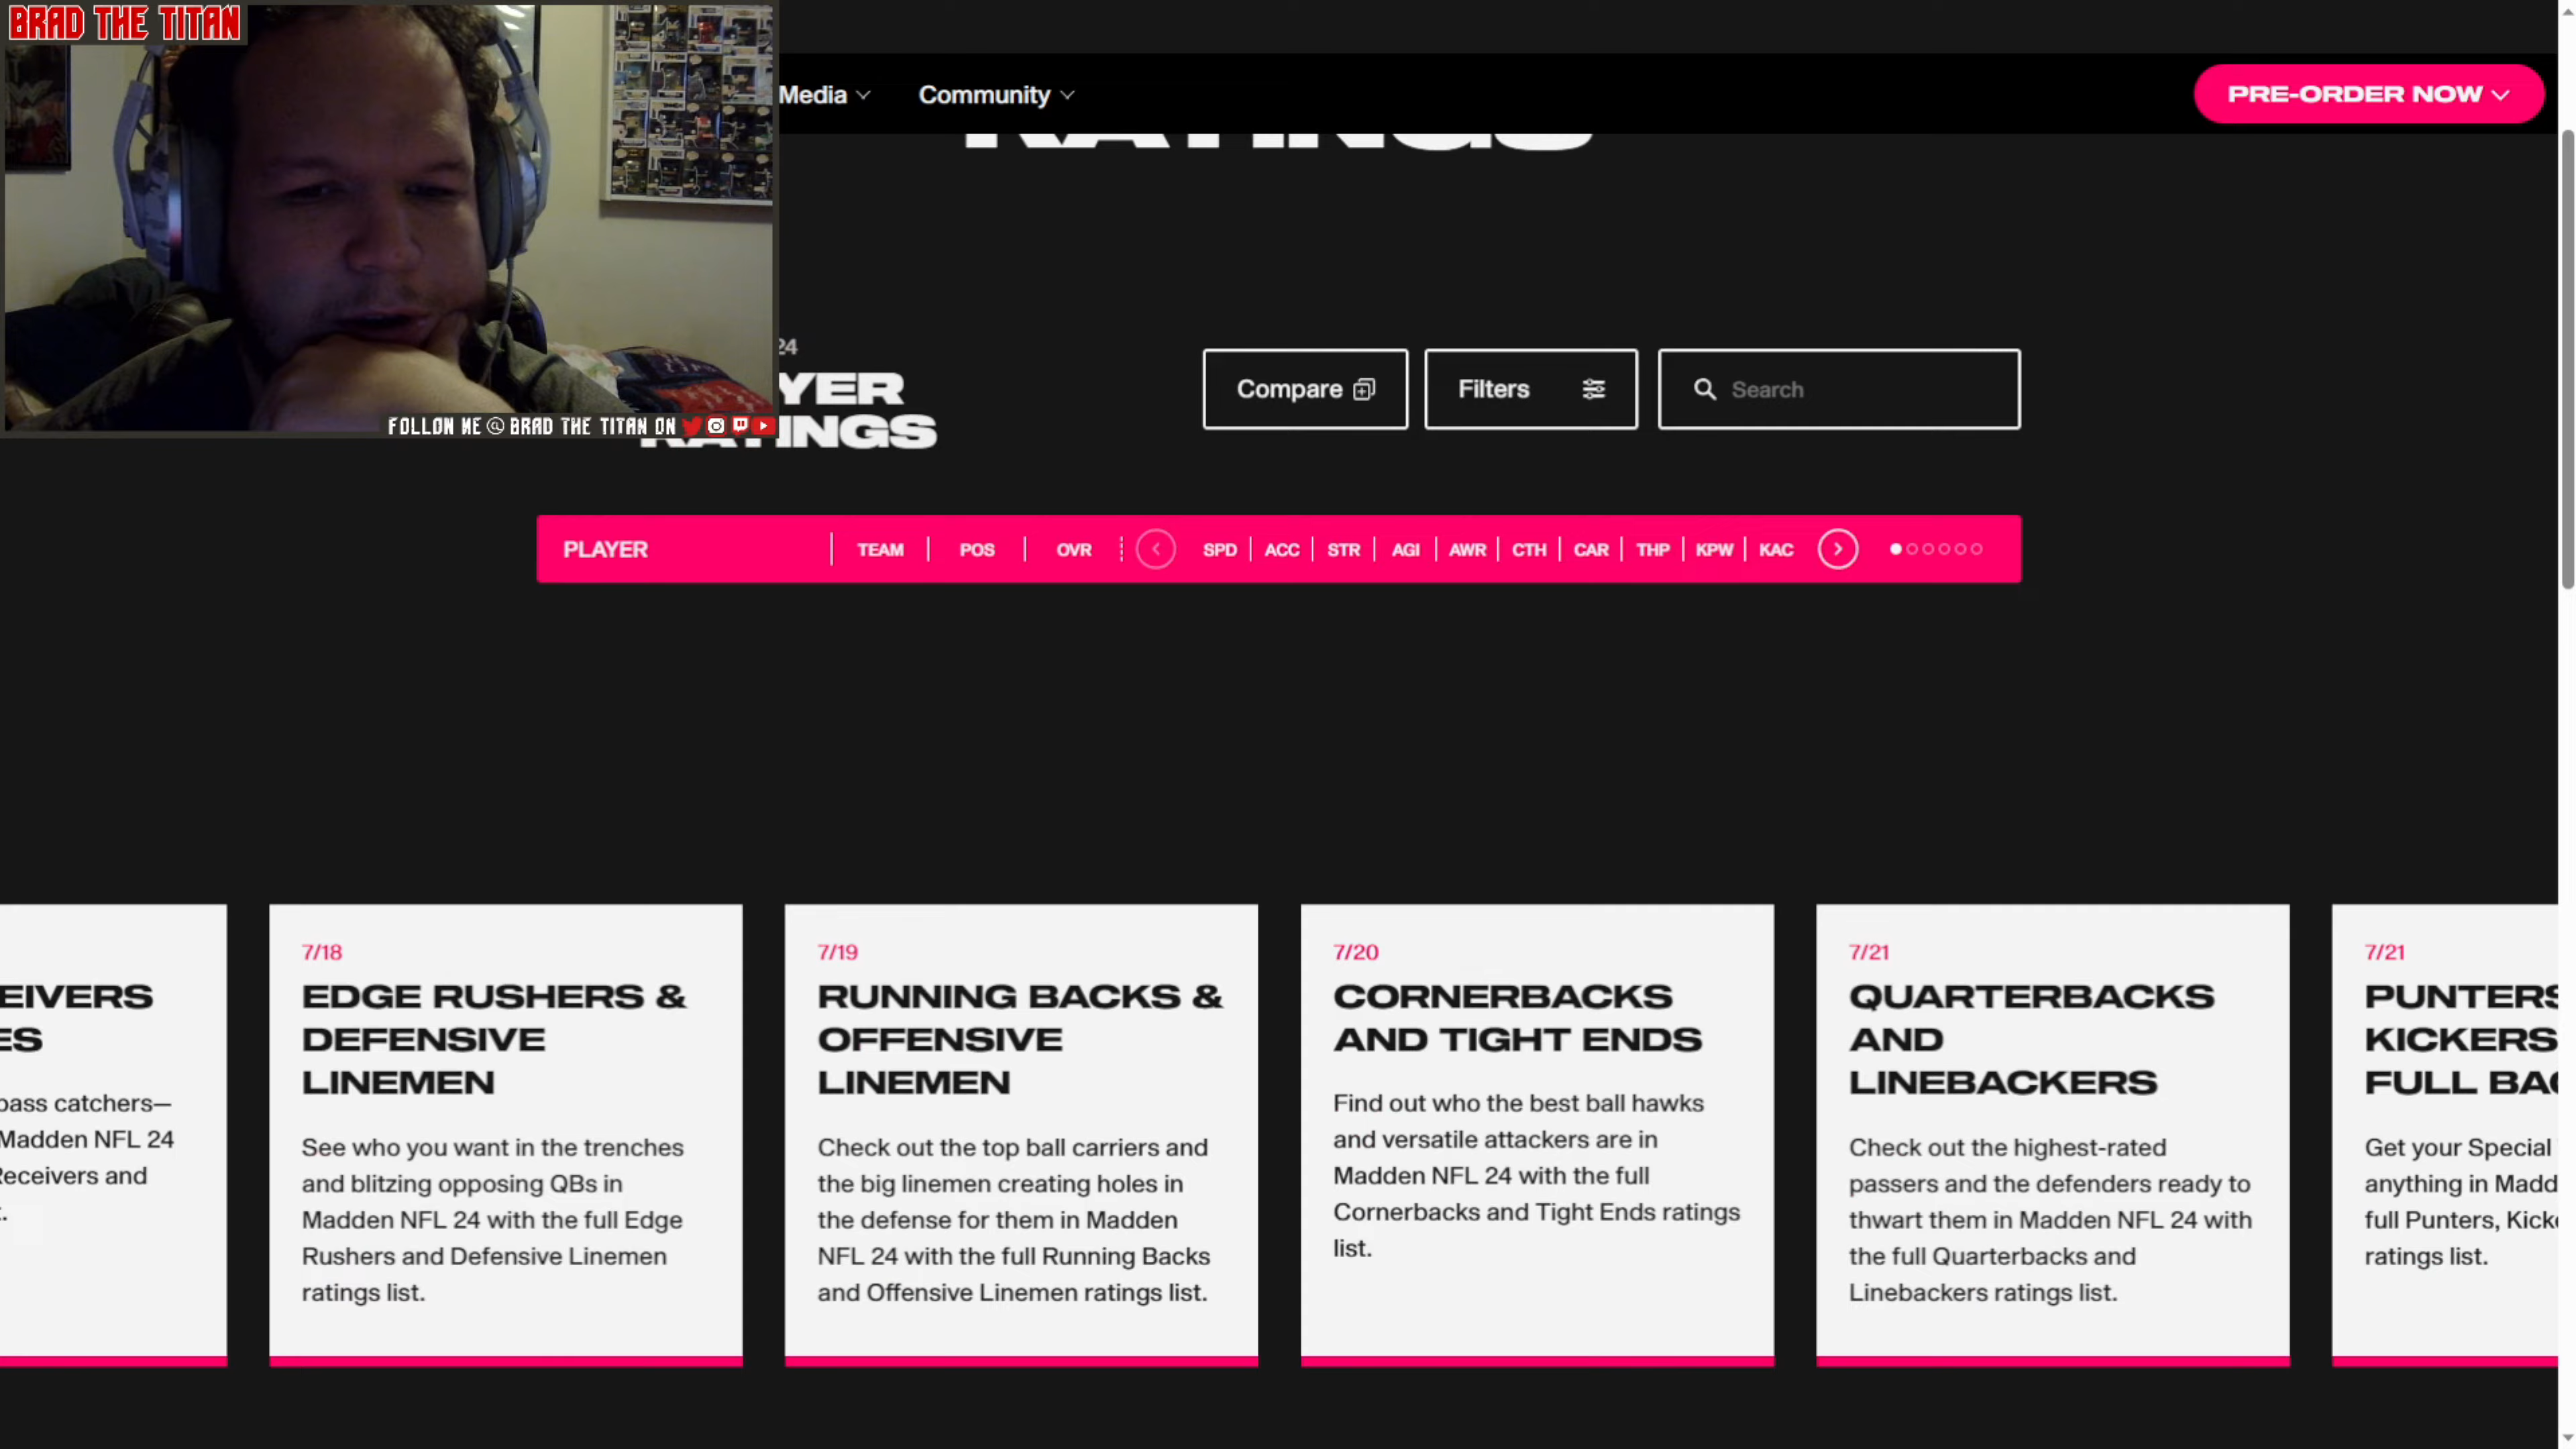 BRAD THE TITAN
Media
Community
PRE-ORDER NOW
RATINGS
24
YER
RATINGS
FOLLOW ME @ BRAD THE TITAN ON
Compare
Filters
Search
PLAYER
TEAM
POS
OVR
SPD
ACC
STR
AGI
AWR
CTH
CAR
THP
KPW
KAC
EIVERS
ES
pass catchers—
Madden NFL 24
Receivers and
7/18
EDGE RUSHERS &
DEFENSIVE
LINEMEN
See who you want in the trenches
and blitzing opposing QBs in
Madden NFL 24 with the full Edge
Rushers and Defensive Linemen
ratings list.
7/19
RUNNING BACKS &
OFFENSIVE
LINEMEN
Check out the top ball carriers and
the big linemen creating holes in
the defense for them in Madden
NFL 24 with the full Running Backs
and Offensive Linemen ratings list.
7/20
CORNERBACKS
AND TIGHT ENDS
Find out who the best ball hawks
and versatile attackers are in
Madden NFL 24 with the full
Cornerbacks and Tight Ends ratings
list.
7/21
QUARTERBACKS
AND
LINEBACKERS
Check out the highest-rated
passers and the defenders ready to
thwart them in Madden NFL 24 with
the full Quarterbacks and
Linebackers ratings list.
7/21
PUNTERS
KICKERS
FULL BAC
Get your Special
anything in Madd
full Punters, Kick
ratings list.